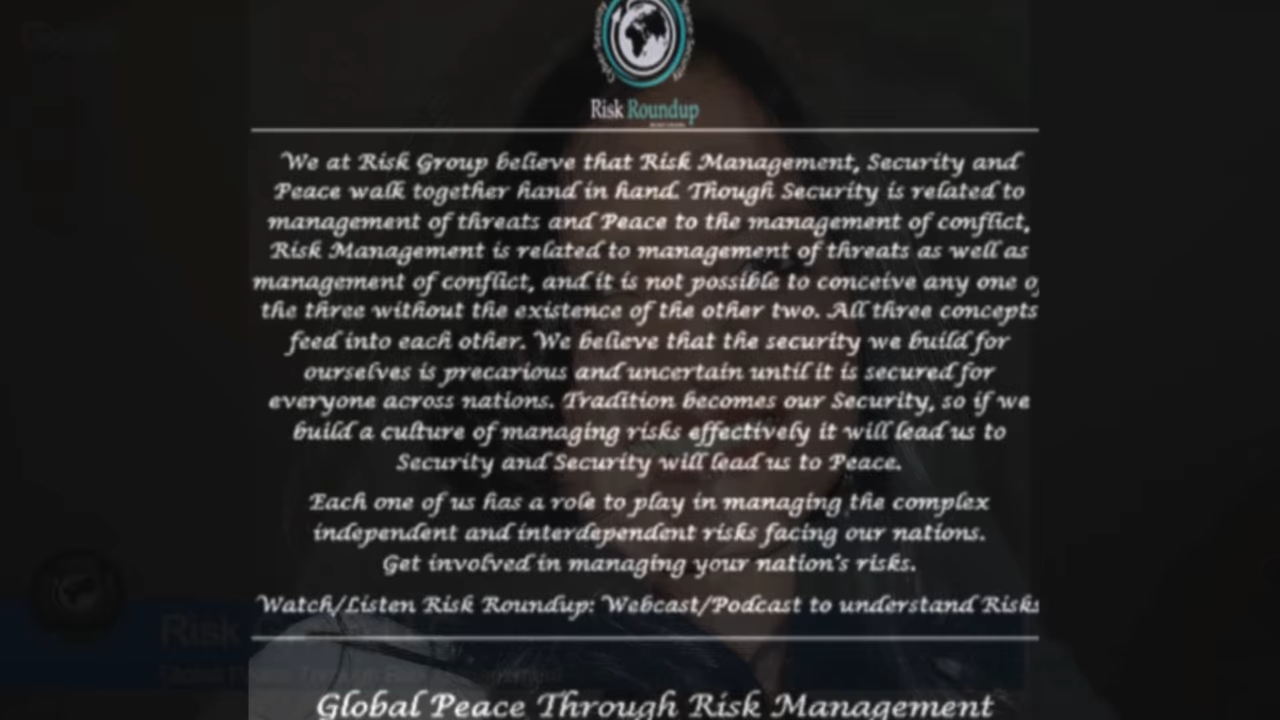 Risk Roundup
We at Risk Group believe that Risk Management, Security and
Peace walk together hand in hand. Though Security is related to
management of threats and Peace to the management of conflict,
Risk Management is related to management of threats as well as
management of conflict, and it is not possible to conceive any one of
the three without the existence of the other two. All three concepts
feed into each other. We believe that the security we build for
ourselves is precarious and uncertain until it is secured for
everyone across nations. Tradition becomes our Security, so if we
build a culture of managing risks effectively it will lead us to
Security and Security will lead us to Peace.
Each one of us has a role to play in managing the complex
independent and interdependent risks facing our nations.
Get involved in managing your nation's risks.
Watch/Listen Risk Roundup: Webcast/Podcast to understand Risks
Risk
Global Peace Through Risk Management